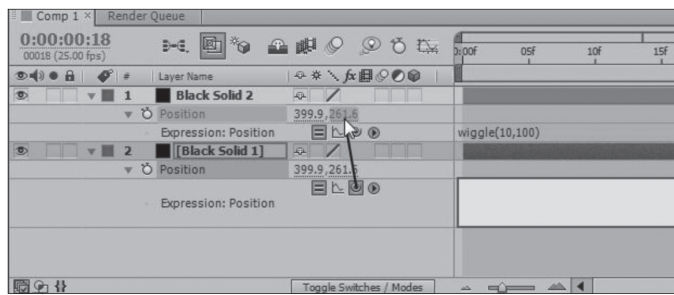 Comp 1 × Render Queue
0:00:00:18
00018 (25.00 fps)
0:00f 05f 10f 15f
# Layer Name fx
1 Black Solid 2
Position 399.9,261.6
Expression: Position wiggle(10,100)
2 [Black Solid 1]
Position 399.9,261.6
Expression: Position
Toggle Switches / Modes